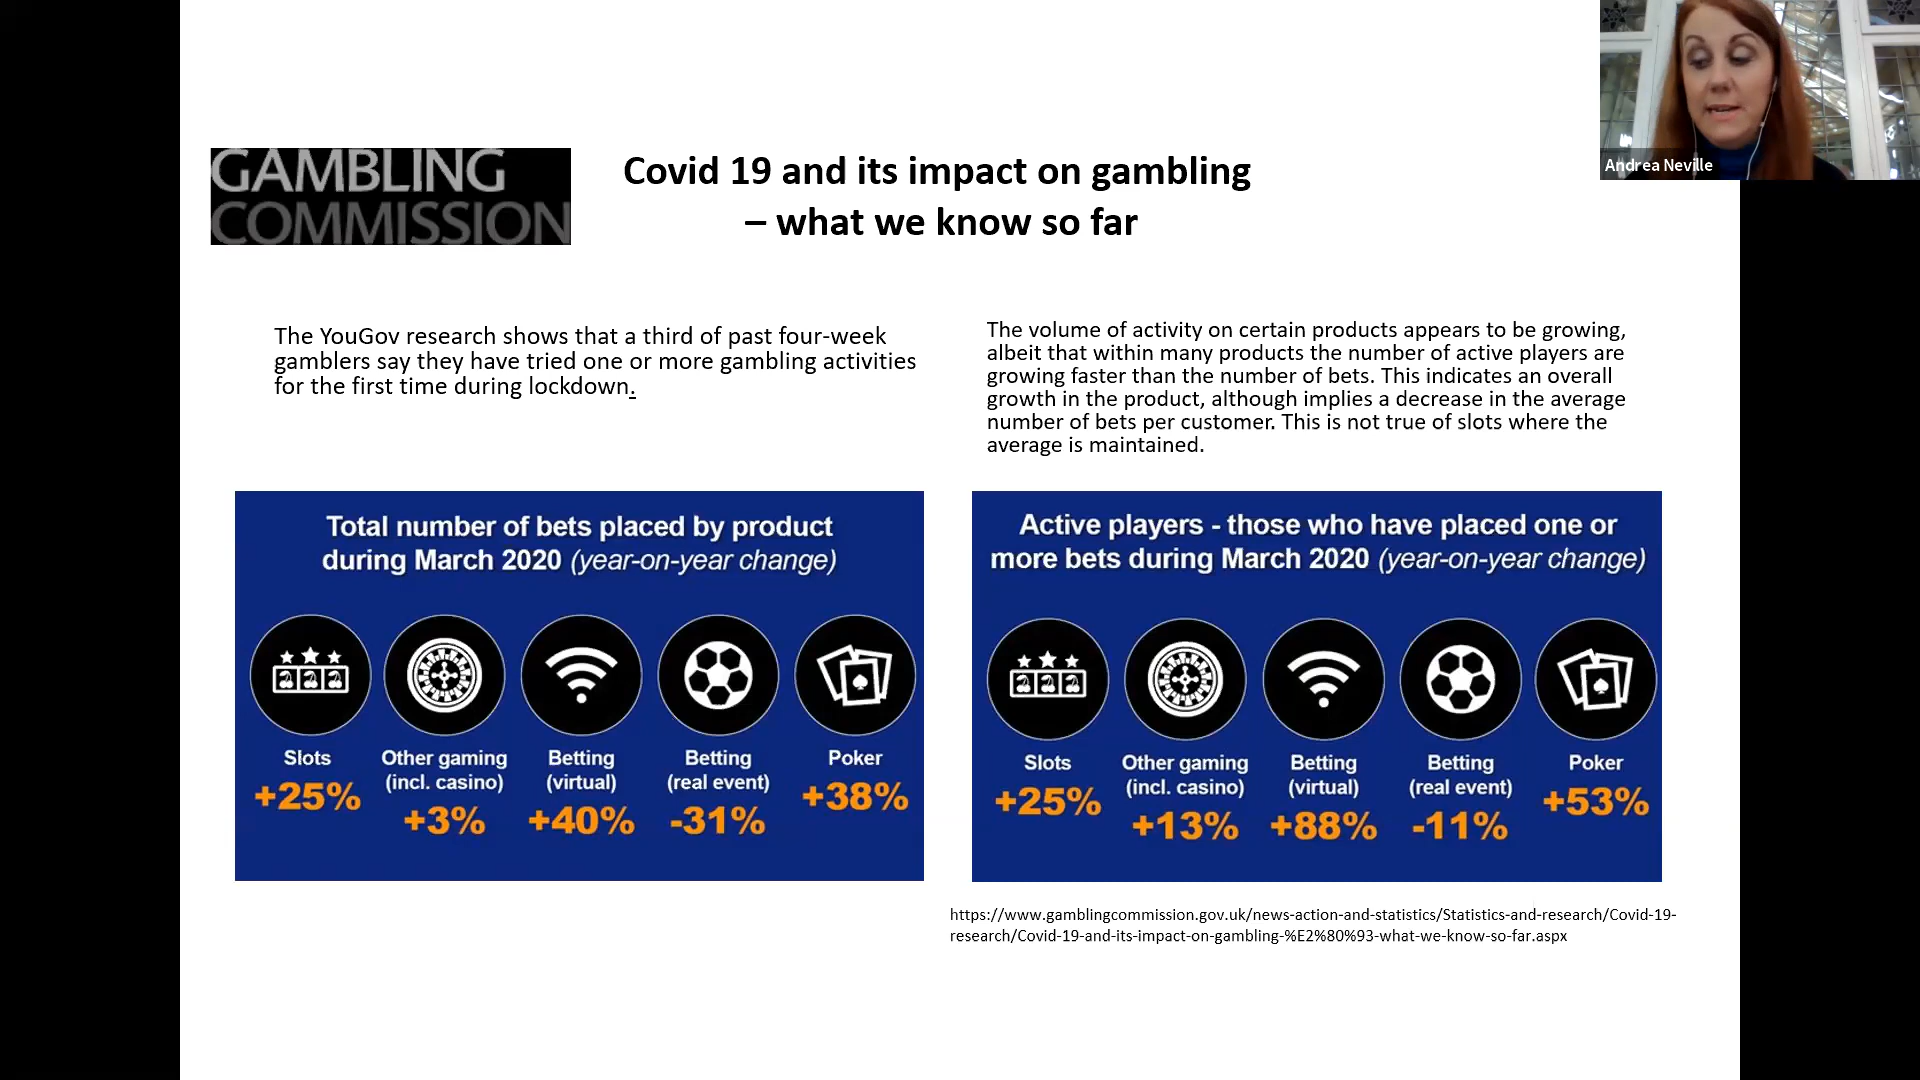 GAMBLING
COMMISSION
Covid 19 and its impact on gambling
– what we know so far
Andrea Neville
The YouGov research shows that a third of past four-week
gamblers say they have tried one or more gambling activities
for the first time during lockdown.
The volume of activity on certain products appears to be growing,
albeit that within many products the number of active players are
growing faster than the number of bets. This indicates an overall
growth in the product, although implies a decrease in the average
number of bets per customer. This is not true of slots where the
average is maintained.
Total number of bets placed by product
during March 2020 (year-on-year change)
Slots
+25%
Other gaming
(incl. casino)
+3%
Betting
(virtual)
+40%
Betting
(real event)
-31%
Poker
+38%
Active players - those who have placed one or
more bets during March 2020 (year-on-year change)
Slots
+25%
Other gaming
(incl. casino)
+13%
Betting
(virtual)
+88%
Betting
(real event)
-11%
Poker
+53%
https://www.gamblingcommission.gov.uk/news-action-and-statistics/Statistics-and-research/Covid-19-
research/Covid-19-and-its-impact-on-gambling-%E2%80%93-what-we-know-so-far.aspx